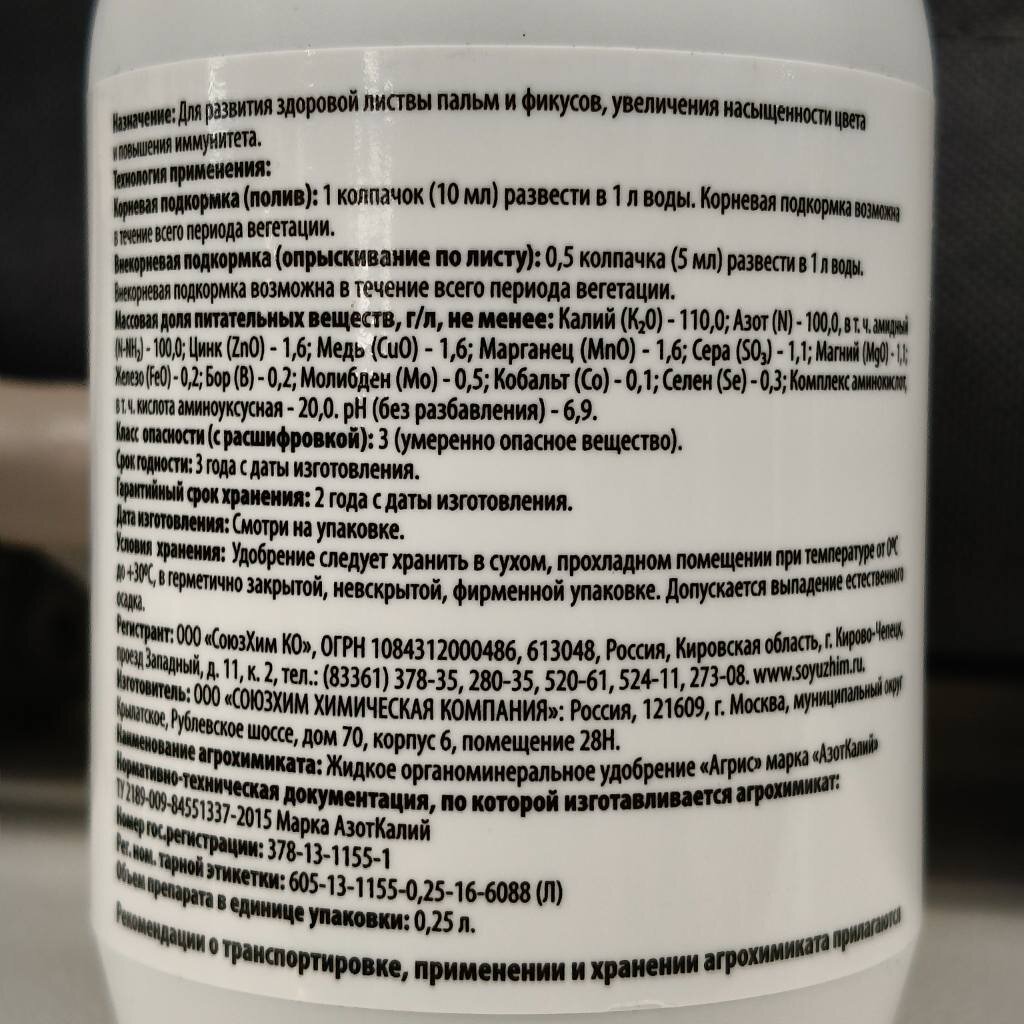 Назначение: Для развития здоровой листвы пальм и фикусов, увеличения насыщенности цвета
и повышения иммунитета.
Технология применения:
Корневая подкормка (полив): 1 колпачок (10 мл) развести в 1 л воды. Корневая подкормка возможна
в течение всего периода вегетации.
Внекорневая подкормка (опрыскивание по листу): 0,5 колпачка (5 мл) развести в 1 л воды.
Внекорневая подкормка возможна в течение всего периода вегетации.
Массовая доля питательных веществ, г/л, не менее: Калий (K₂O) - 110,0; Азот (N) - 100,0, в т. ч. амидный
(N-NH₂) - 100,0; Цинк (ZnO) - 1,6; Медь (CuO) - 1,6; Марганец (MnO) - 1,6; Сера (SO₃) - 1,1; Магний (MgO) - 1,1;
Железо (FeO) - 0,2; Бор (B) - 0,2; Молибден (Mo) - 0,5; Кобальт (Co) - 0,1; Селен (Se) - 0,3; Комплекс аминокислот,
в т. ч. кислота аминоуксусная - 20,0. pH (без разбавления) - 6,9.
Класс опасности (с расшифровкой): 3 (умеренно опасное вещество).
Срок годности: 3 года с даты изготовления.
Гарантийный срок хранения: 2 года с даты изготовления.
Дата изготовления: Смотри на упаковке.
Условия хранения: Удобрение следует хранить в сухом, прохладном помещении при температуре от 0°C
до +30°C, в герметично закрытой, невскрытой, фирменной упаковке. Допускается выпадение естественного
осадка.
Регистрант: ООО «СоюзХим КО», ОГРН 1084312000486, 613048, Россия, Кировская область, г. Кирово-Чепецк,
проезд Западный, д. 11, к. 2, тел.: (83361) 378-35, 280-35, 520-61, 524-11, 273-08. www.soyuzhim.ru.
Изготовитель: ООО «СОЮЗХИМ ХИМИЧЕСКАЯ КОМПАНИЯ»: Россия, 121609, г. Москва, муниципальный округ
Крылатское, Рублевское шоссе, дом 70, корпус 6, помещение 28Н.
Наименование агрохимиката: Жидкое органоминеральное удобрение «Агрис» марка «АзотКалий»
Нормативно-техническая документация, по которой изготавливается агрохимикат:
ТУ 2189-009-84551337-2015 Марка АзотКалий
Номер гос.регистрации: 378-13-1155-1
Рег. ном. тарной этикетки: 605-13-1155-0,25-16-6088 (Л)
Объем препарата в единице упаковки: 0,25 л.
Рекомендации о транспортировке, применении и хранении агрохимиката прилагаются